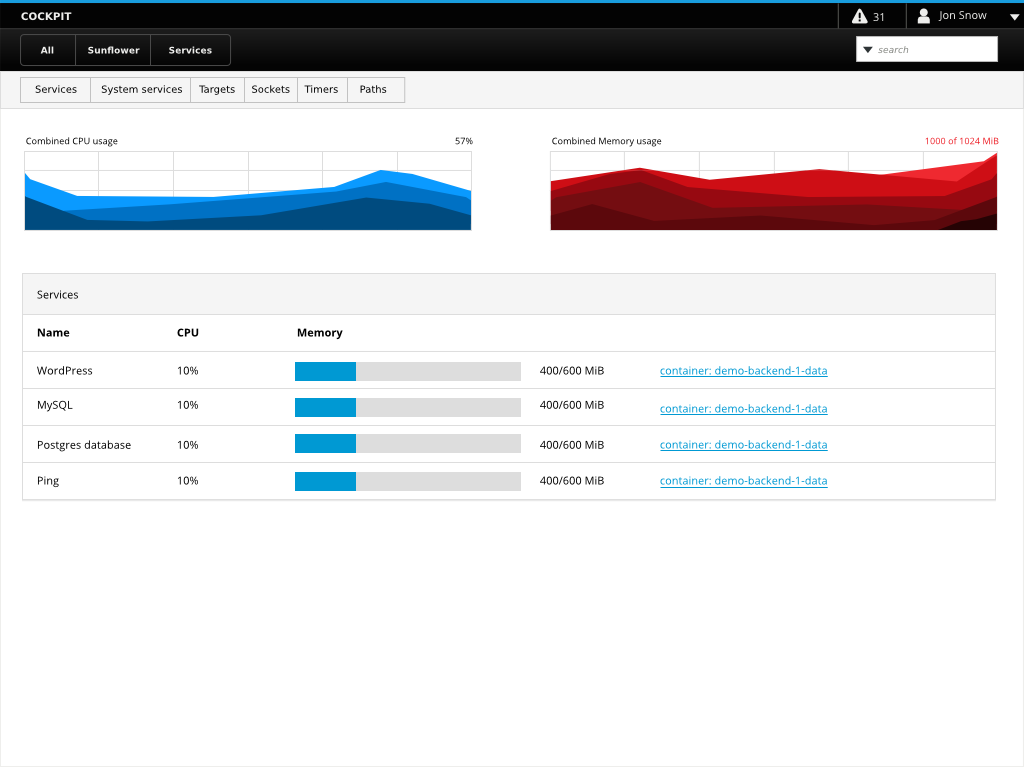 COCKPIT
31
Jon Snow
All Sunflower Services
search
Services System services Targets Sockets Timers Paths
Combined CPU usage 57%
Combined Memory usage 1000 of 1024 MiB
Services
Name CPU Memory
WordPress 10% 400/600 MiB container: demo-backend-1-data
MySQL 10% 400/600 MiB container: demo-backend-1-data
Postgres database 10% 400/600 MiB container: demo-backend-1-data
Ping 10% 400/600 MiB container: demo-backend-1-data